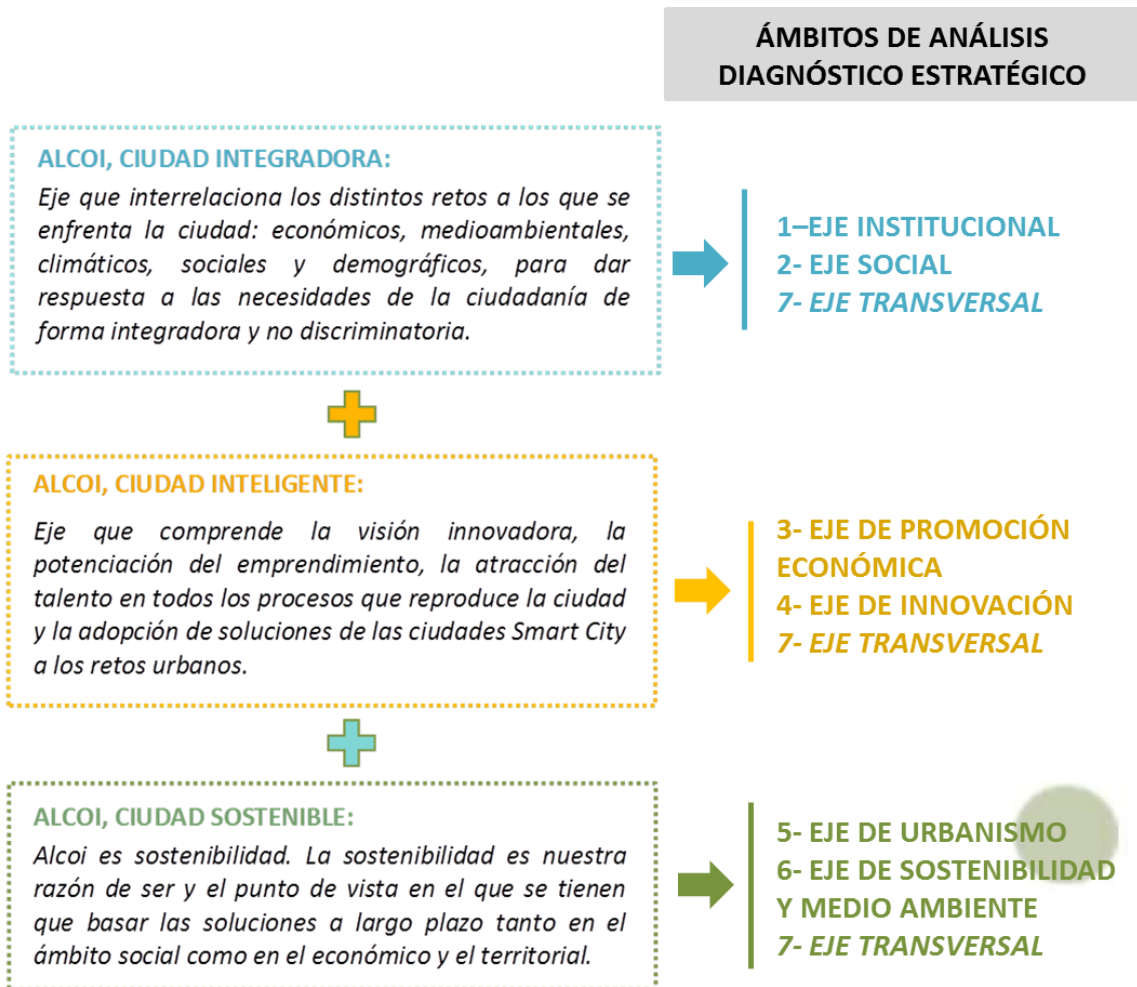 ÁMBITOS DE ANÁLISIS
DIAGNÓSTICO ESTRATÉGICO
ALCOI, CIUDAD INTEGRADORA:
Eje que interrelaciona los distintos retos a los que se
enfrenta la ciudad: económicos, medioambientales,
climáticos, sociales y demográficos, para dar
respuesta a las necesidades de la ciudadanía de
forma integradora y no discriminatoria.
1–EJE INSTITUCIONAL
2- EJE SOCIAL
7- EJE TRANSVERSAL
ALCOI, CIUDAD INTELIGENTE:
Eje que comprende la visión innovadora, la
potenciación del emprendimiento, la atracción del
talento en todos los procesos que reproduce la ciudad
y la adopción de soluciones de las ciudades Smart City
a los retos urbanos.
3- EJE DE PROMOCIÓN
ECONÓMICA
4- EJE DE INNOVACIÓN
7- EJE TRANSVERSAL
ALCOI, CIUDAD SOSTENIBLE:
Alcoi es sostenibilidad. La sostenibilidad es nuestra
razón de ser y el punto de vista en el que se tienen
que basar las soluciones a largo plazo tanto en el
ámbito social como en el económico y el territorial.
5- EJE DE URBANISMO
6- EJE DE SOSTENIBILIDAD
Y MEDIO AMBIENTE
7- EJE TRANSVERSAL